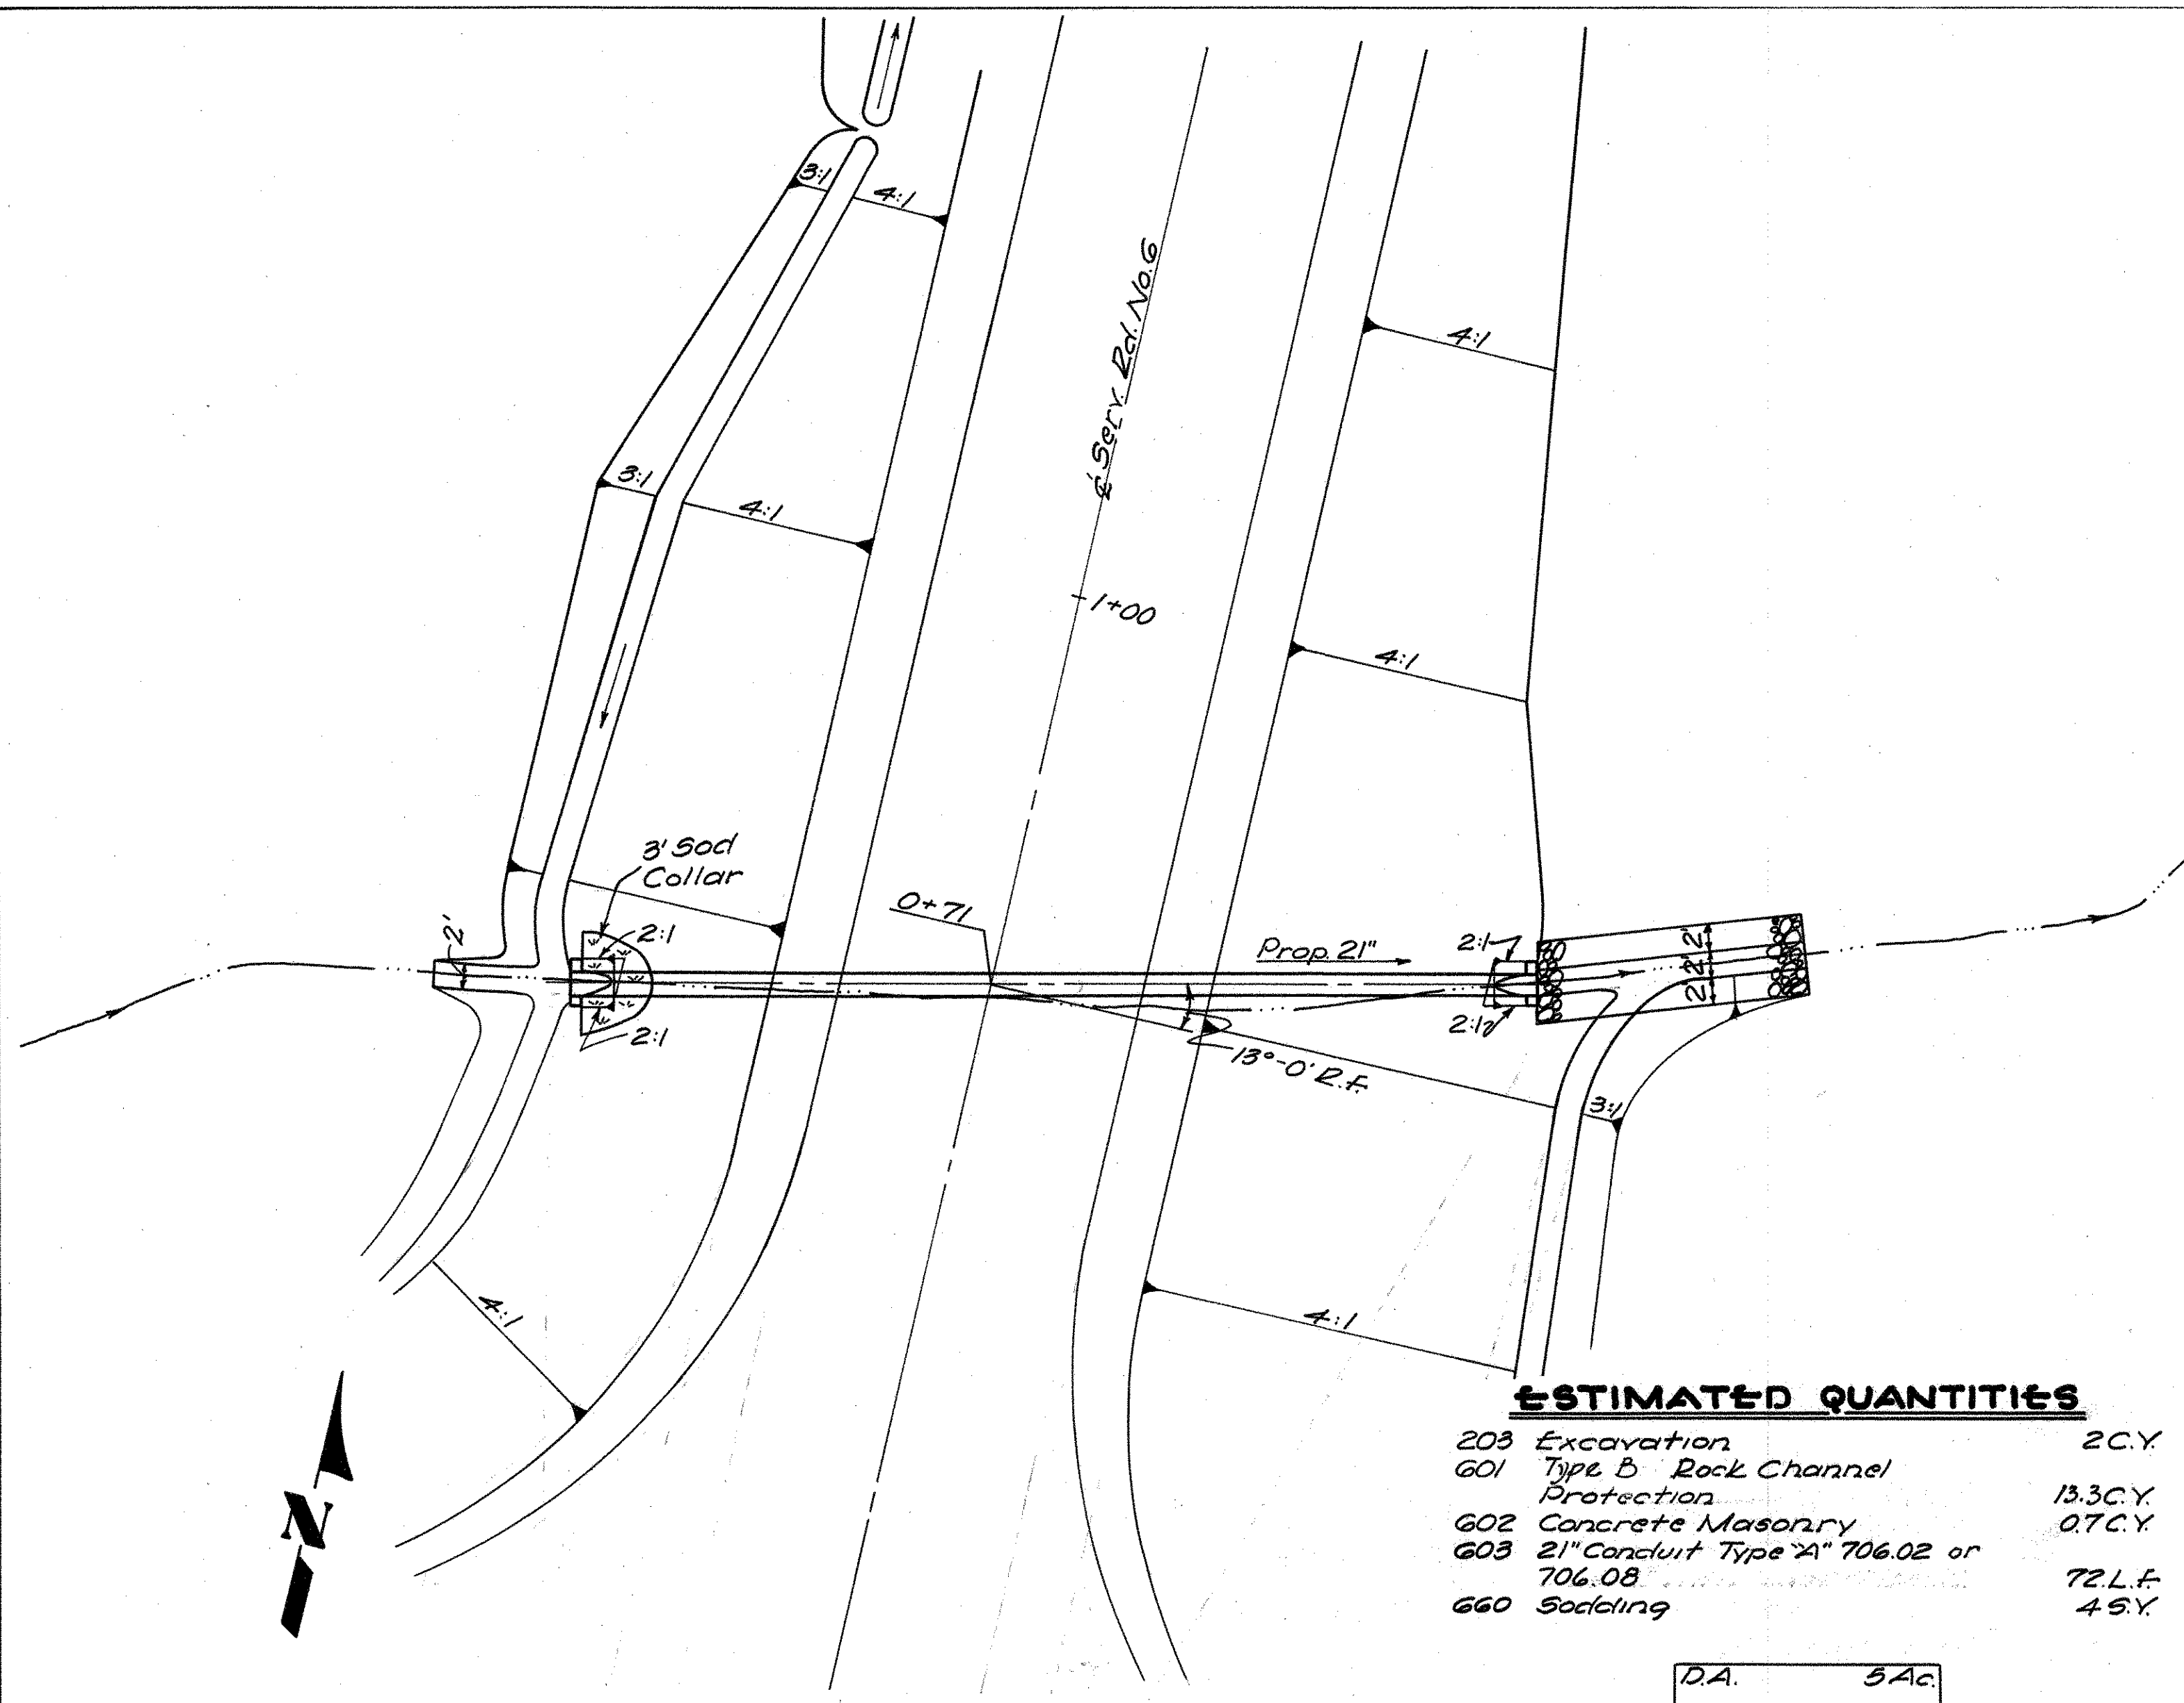 3:1
4:1
℄ Serv. Rd. No. 6
4:1
3:1
4:1
1+00
4:1
3' Sod
Collar
2'
2:1
0+71
Prop. 21"
2:1
2'
2'
2'
2:1
2:1
13°-0' R.F.
3:1
4:1
4:1
N
ESTIMATED QUANTITIES
203 Excavation 2 C.Y.
601 Type B Rock Channel
Protection 13.3 C.Y.
602 Concrete Masonry 0.7 C.Y.
603 21" Conduit Type "A" 706.02 or
706.08 72 L.F.
660 Sodding 4 S.Y.
D.A. 5 Ac.